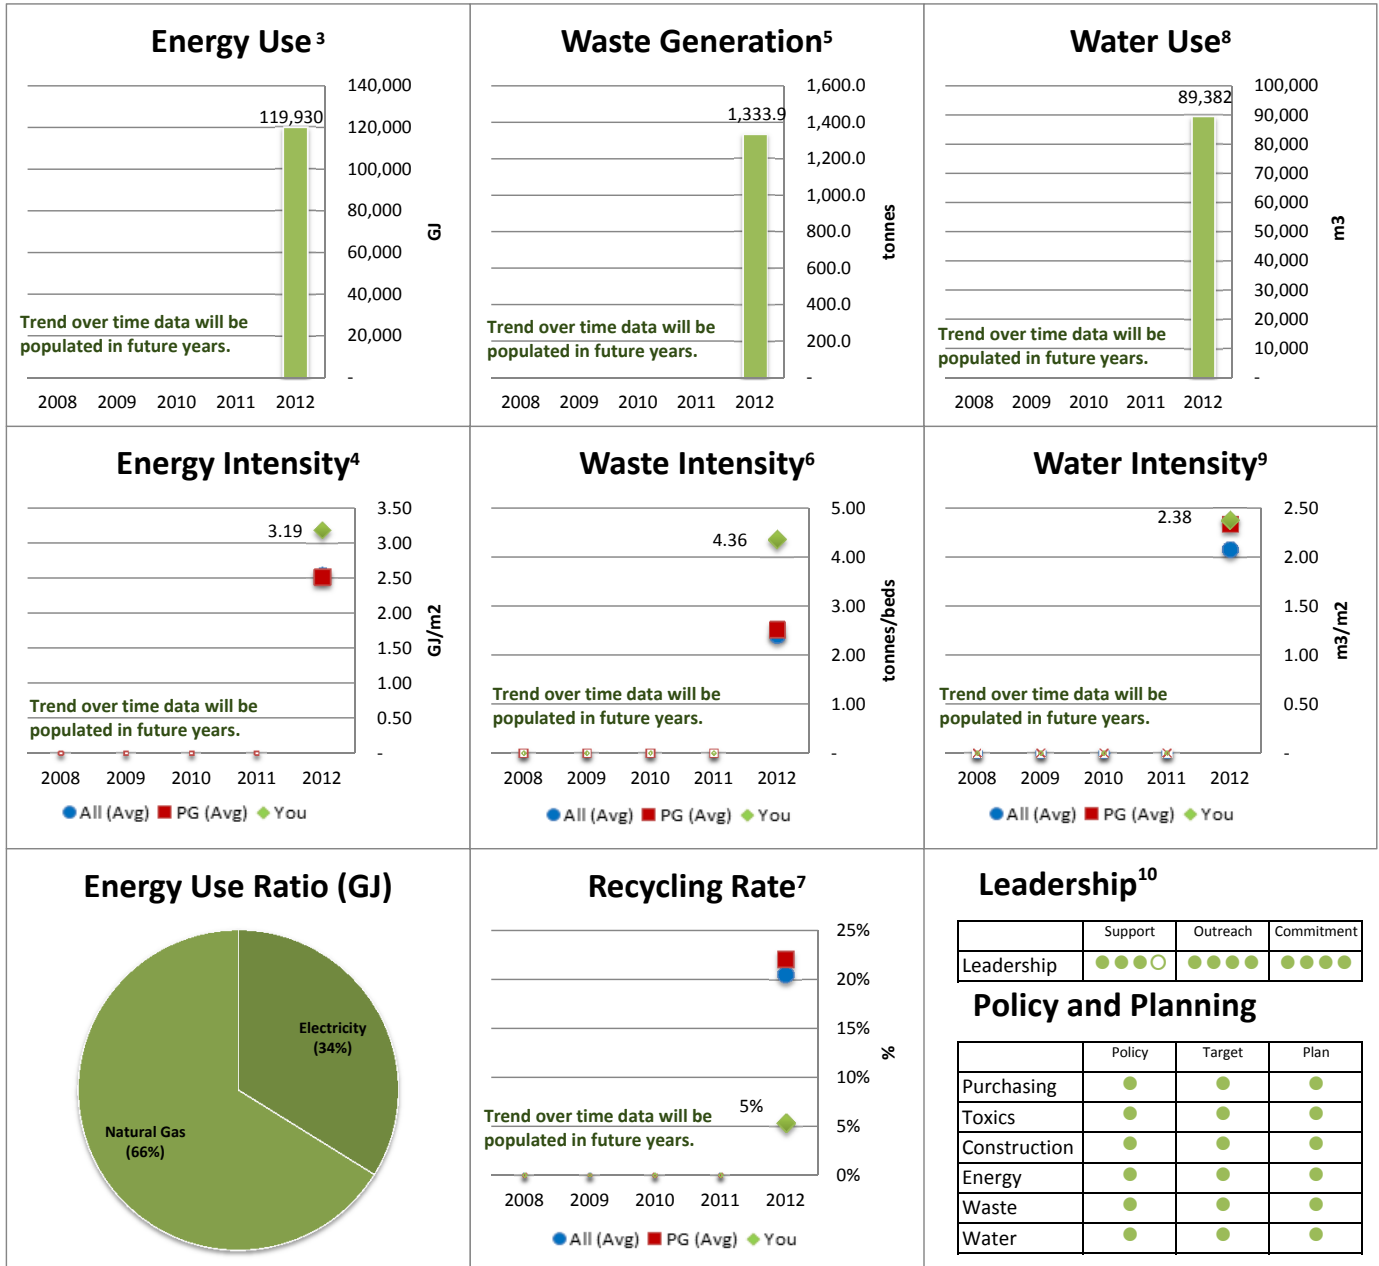 Energy Use 3
140,000
120,000
100,000
80,000
60,000
40,000
20,000
-
GJ
119,930
Trend over time data will be
populated in future years.
2008 2009 2010 2011 2012
Waste Generation5
1,600.0
1,400.0
1,200.0
1,000.0
800.0
600.0
400.0
200.0
-
tonnes
1,333.9
Trend over time data will be
populated in future years.
2008 2009 2010 2011 2012
Water Use8
100,000
90,000
80,000
70,000
60,000
50,000
40,000
30,000
20,000
10,000
-
m3
89,382
Trend over time data will be
populated in future years.
2008 2009 2010 2011 2012
Energy Intensity4
3.50
3.00
2.50
2.00
1.50
1.00
0.50
-
GJ/m2
3.19
Trend over time data will be
populated in future years.
2008 2009 2010 2011 2012
All (Avg) PG (Avg) You
Waste Intensity6
5.00
4.00
3.00
2.00
1.00
-
tonnes/beds
4.36
Trend over time data will be
populated in future years.
2008 2009 2010 2011 2012
All (Avg) PG (Avg) You
Water Intensity9
2.50
2.00
1.50
1.00
0.50
-
m3/m2
2.38
Trend over time data will be
populated in future years.
2008 2009 2010 2011 2012
All (Avg) PG (Avg) You
Energy Use Ratio (GJ)
Electricity
(34%)
Natural Gas
(66%)
Recycling Rate7
25%
20%
15%
10%
5%
0%
%
5%
Trend over time data will be
populated in future years.
2008 2009 2010 2011 2012
All (Avg) PG (Avg) You
Leadership10
Support Outreach Commitment
Leadership
Policy and Planning
Policy Target Plan
Purchasing
Toxics
Construction
Energy
Waste
Water